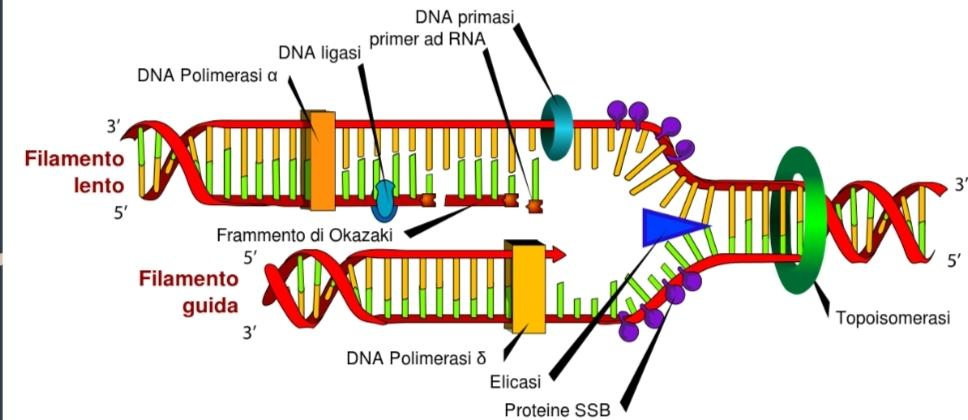 DNA primasi
primer ad RNA
DNA ligasi
DNA Polimerasi α
3′
Filamento
lento
5′
3′
5′
Frammento di Okazaki
5′
Filamento
guida
3′
Topoisomerasi
DNA Polimerasi δ
Elicasi
Proteine SSB